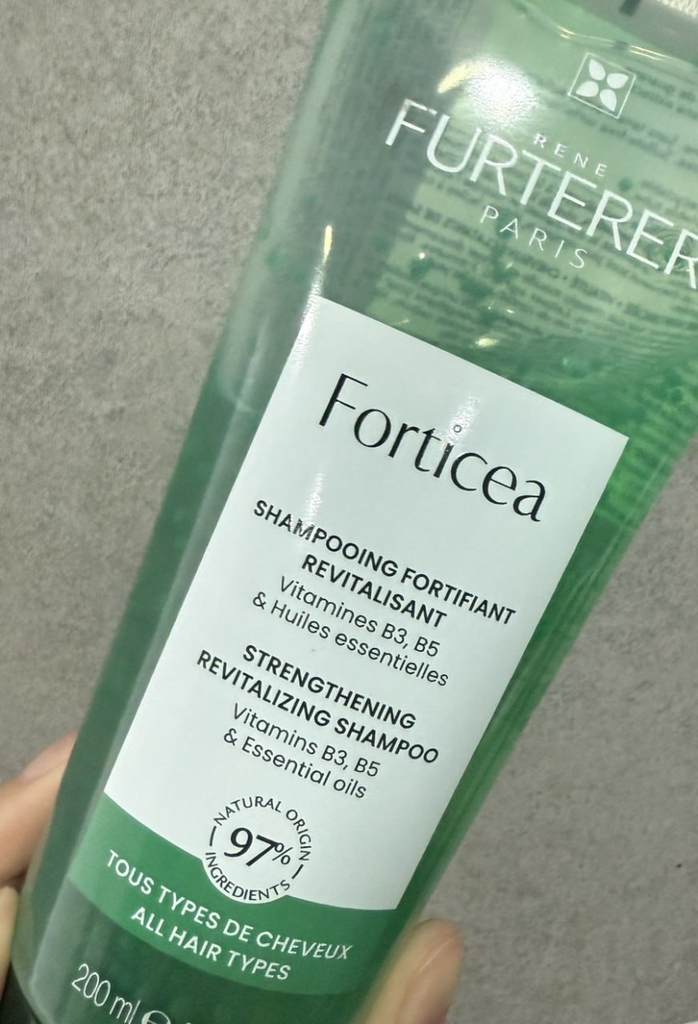 RENE
FURTERER
PARIS
Forticea
SHAMPOOING FORTIFIANT
REVITALISANT
Vitamines B3, B5
& Huiles essentielles
STRENGTHENING
REVITALIZING SHAMPOO
Vitamins B3, B5
& Essential oils
NATURAL ORIGIN
97%
INGREDIENTS
TOUS TYPES DE CHEVEUX
ALL HAIR TYPES
200 ml ℮